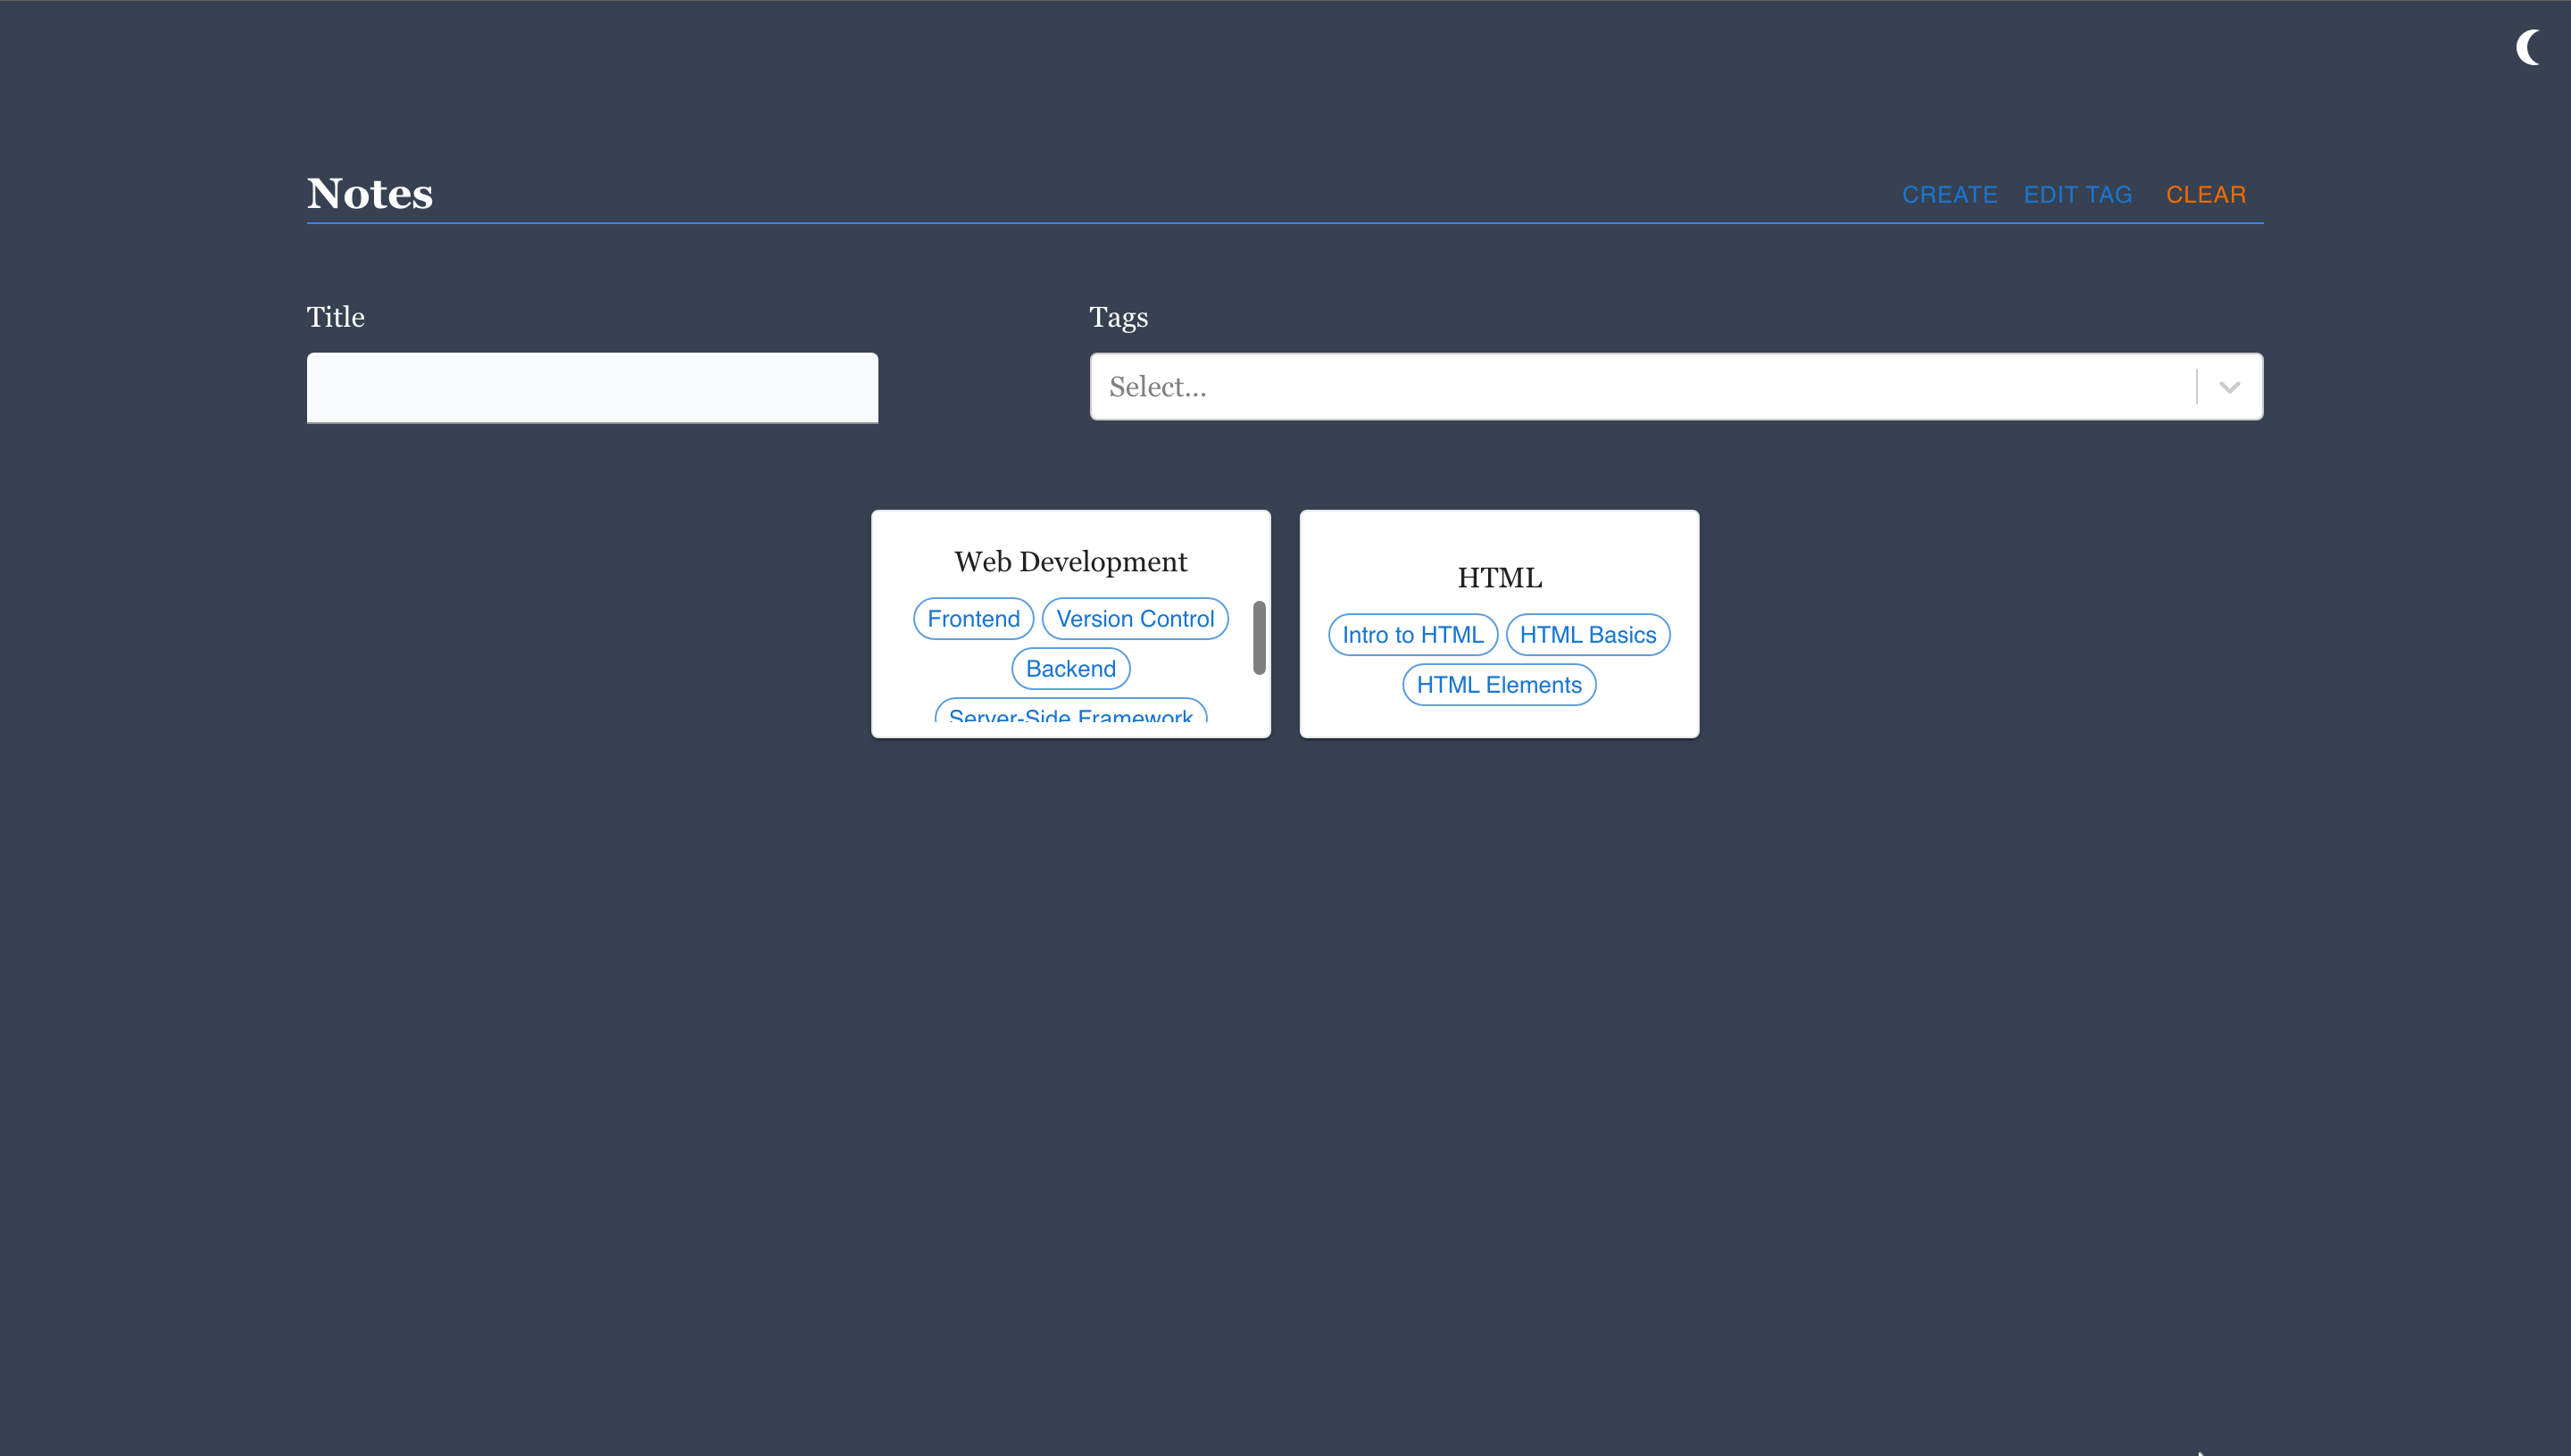 Notes CREATE EDIT TAG CLEAR
Title
Tags
Select...
Web Development
Frontend Version Control
Backend
Server-Side Framework
HTML
Intro to HTML HTML Basics
HTML Elements